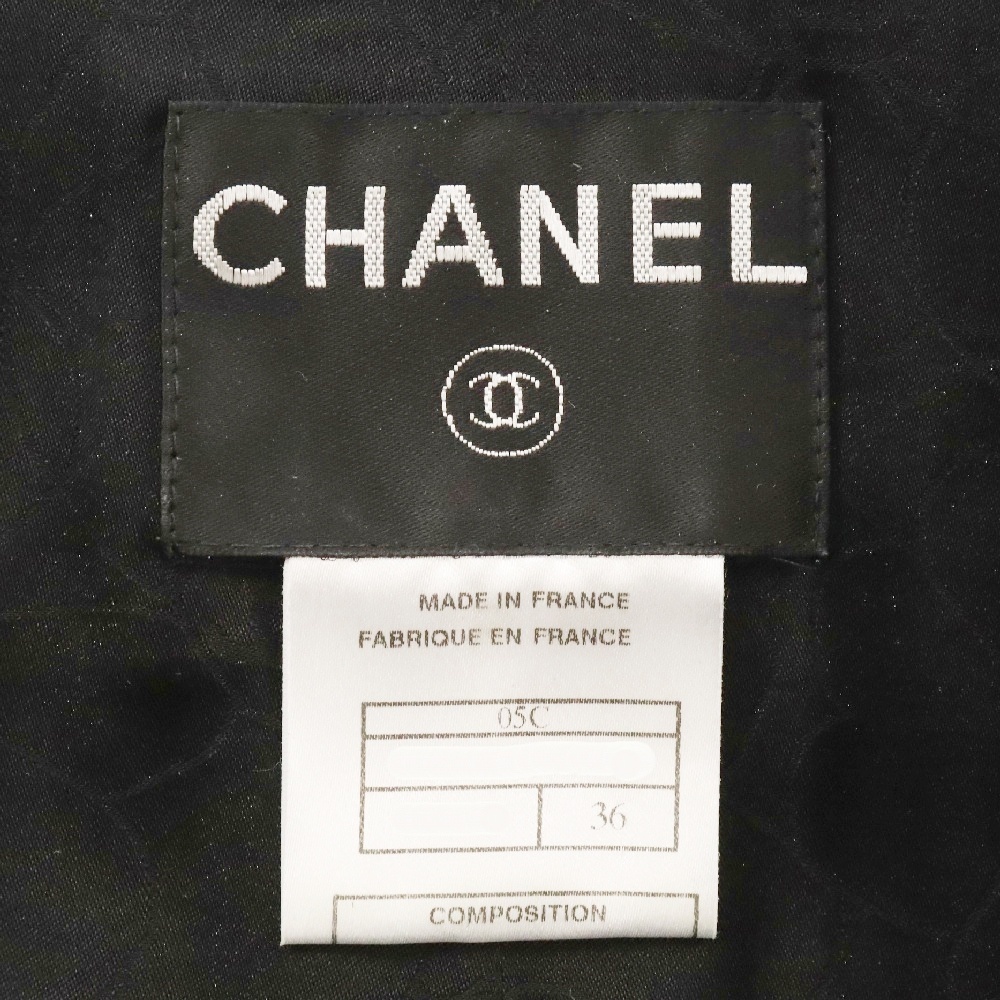 CHANEL
MADE IN FRANCE
FABRIQUE EN FRANCE
05C
36
COMPOSITION